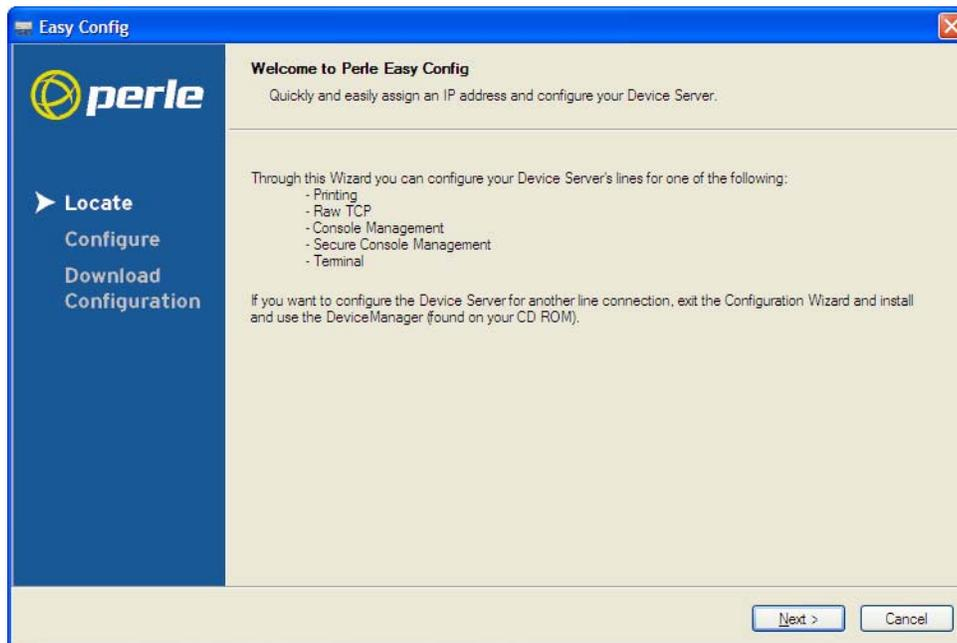 Easy Config
perle
Locate
Configure
Download
Configuration
Welcome to Perle Easy Config
Quickly and easily assign an IP address and configure your Device Server.
Through this Wizard you can configure your Device Server's lines for one of the following:
- Printing
- Raw TCP
- Console Management
- Secure Console Management
- Terminal
If you want to configure the Device Server for another line connection, exit the Configuration Wizard and install
and use the DeviceManager (found on your CD ROM).
Next >
Cancel